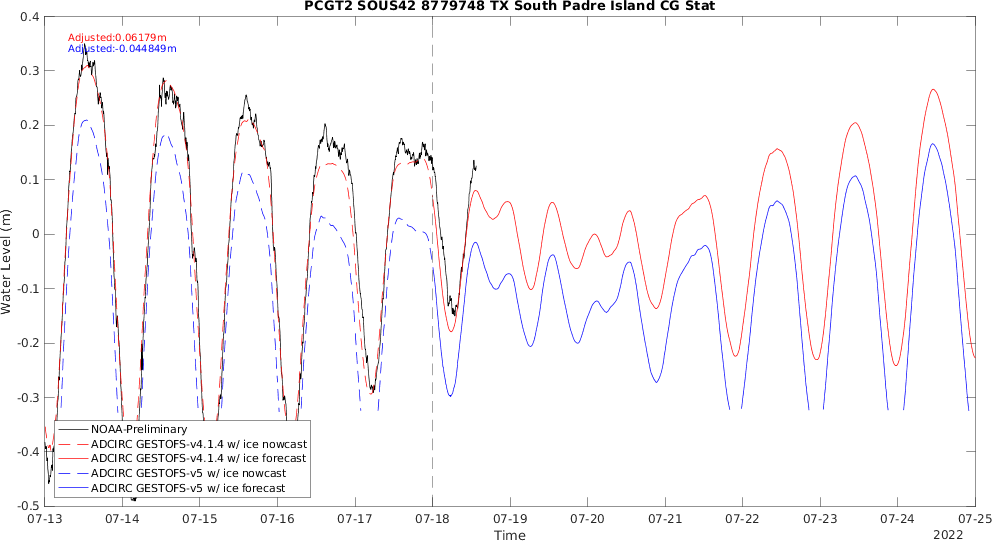 PCGT2 SOUS42 8779748 TX South Padre Island CG Stat
Adjusted:0.06179m
Adjusted:-0.044849m
0.4
0.3
0.2
0.1
0
-0.1
-0.2
-0.3
-0.4
-0.5
Water Level (m)
NOAA-Preliminary
ADCIRC GESTOFS-v4.1.4 w/ ice nowcast
ADCIRC GESTOFS-v4.1.4 w/ ice forecast
ADCIRC GESTOFS-v5 w/ ice nowcast
ADCIRC GESTOFS-v5 w/ ice forecast
07-13 07-14 07-15 07-16 07-17 07-18 07-19 07-20 07-21 07-22 07-23 07-24 07-25
Time
2022